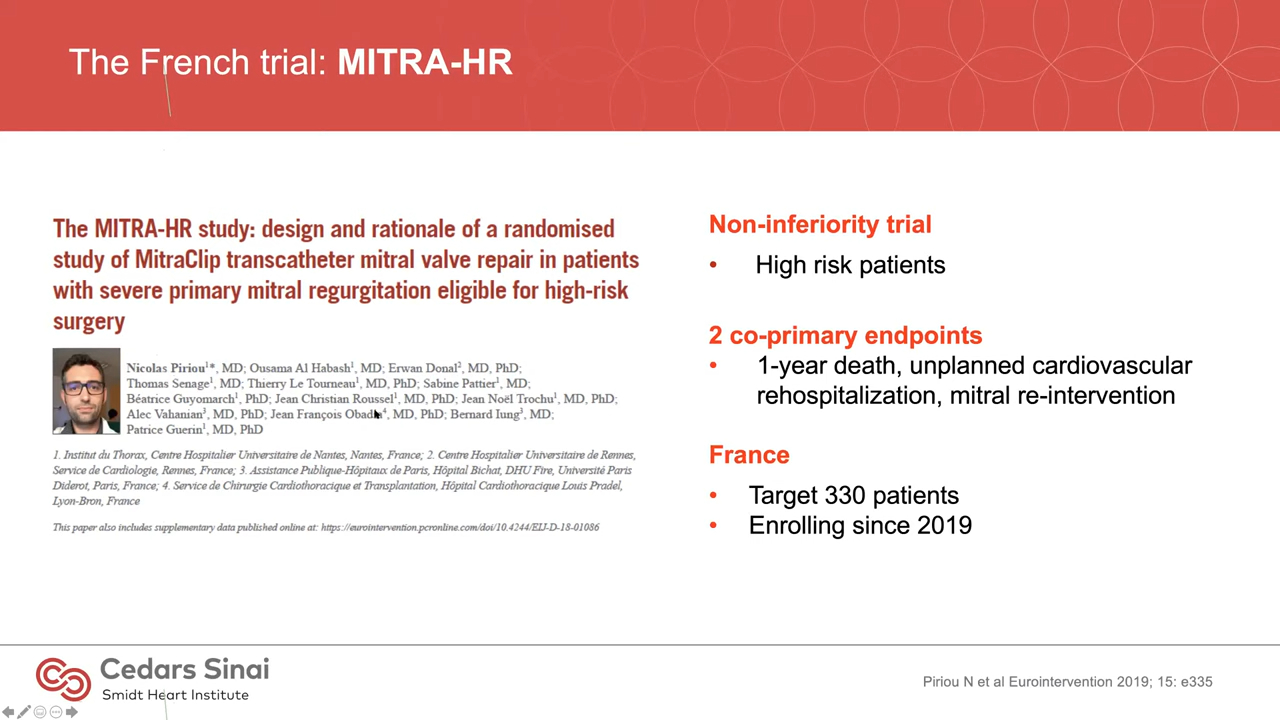 The French trial: MITRA-HR
The MITRA-HR study: design and rationale of a randomised
study of MitraClip transcatheter mitral valve repair in patients
with severe primary mitral regurgitation eligible for high-risk
surgery
Nicolas Piriou1*, MD; Ousama Al Habash1, MD; Erwan Donal2, MD, PhD;
Thomas Senage1, MD; Thierry Le Tourneau1, MD, PhD; Sabine Pattier1, MD;
Béatrice Guyomarch1, PhD; Jean Christian Roussel1, MD, PhD; Jean Noël Trochu1, MD, PhD;
Alec Vahanian3, MD, PhD; Jean François Obadia4, MD, PhD; Bernard Iung3, MD;
Patrice Guerin1, MD, PhD
1. Institut du Thorax, Centre Hospitalier Universitaire de Nantes, Nantes, France; 2. Centre Hospitalier Universitaire de Rennes,
Service de Cardiologie, Rennes, France; 3. Assistance Publique-Hôpitaux de Paris, Hôpital Bichat, DHU Fire, Université Paris
Diderot, Paris, France; 4. Service de Chirurgie Cardiothoracique et Transplantation, Hôpital Cardiothoracique Louis Pradel,
Lyon-Bron, France
This paper also includes supplementary data published online at: https://eurointervention.pcronline.com/doi/10.4244/EIJ-D-18-01086
Non-inferiority trial
• High risk patients
2 co-primary endpoints
• 1-year death, unplanned cardiovascular
rehospitalization, mitral re-intervention
France
• Target 330 patients
• Enrolling since 2019
Cedars Sinai
Smidt Heart Institute
Piriou N et al Eurointervention 2019; 15: e335